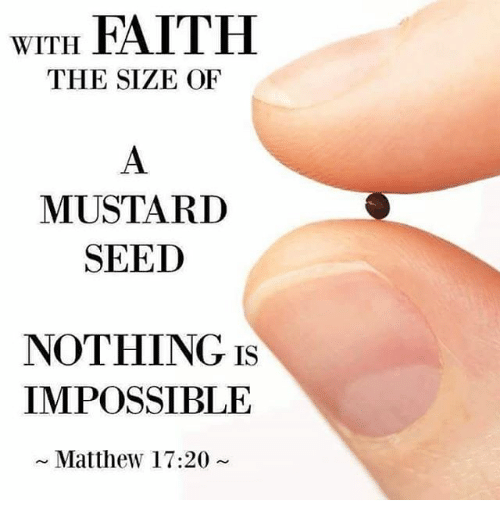 WITH FAITH
THE SIZE OF
A
MUSTARD
SEED
NOTHING IS
IMPOSSIBLE
~ Matthew 17:20 ~